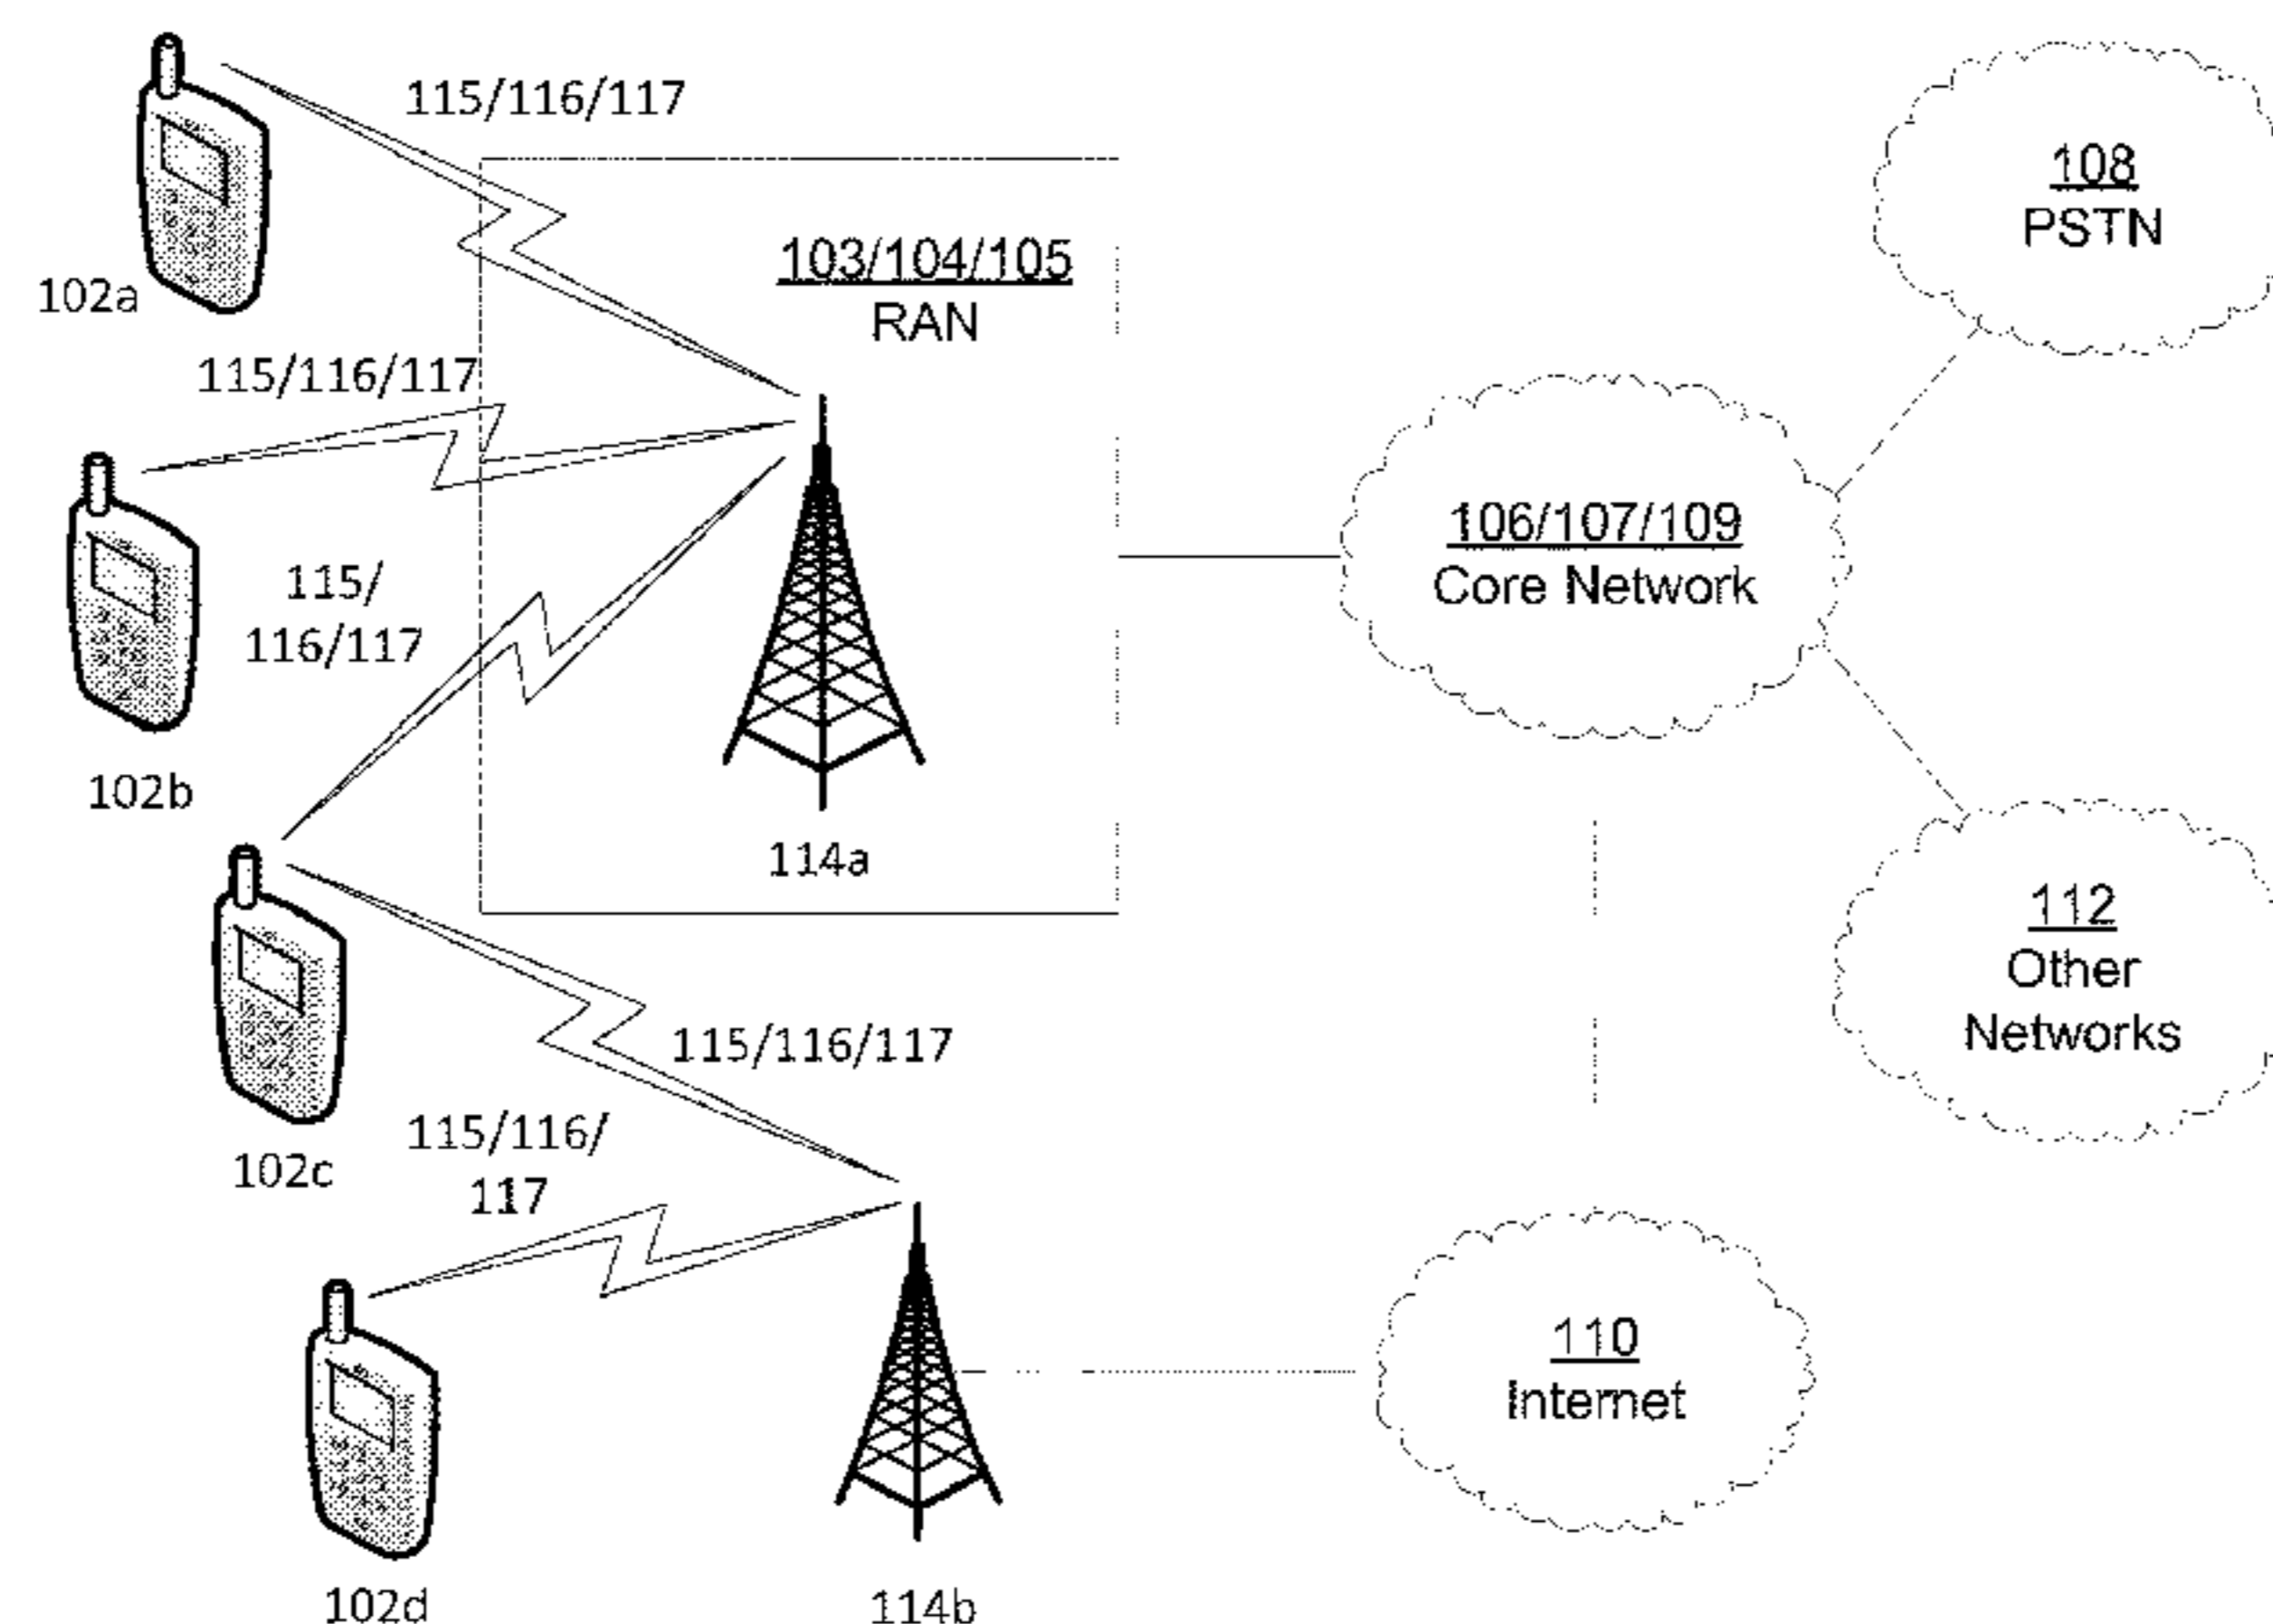 115/116/117
108
PSTN
103/104/105
RAN
102a
115/116/117
106/107/109
Core Network
115/
116/117
102b
114a
112
Other
Networks
115/116/117
115/116/
117
102c
110
Internet
102d
114b